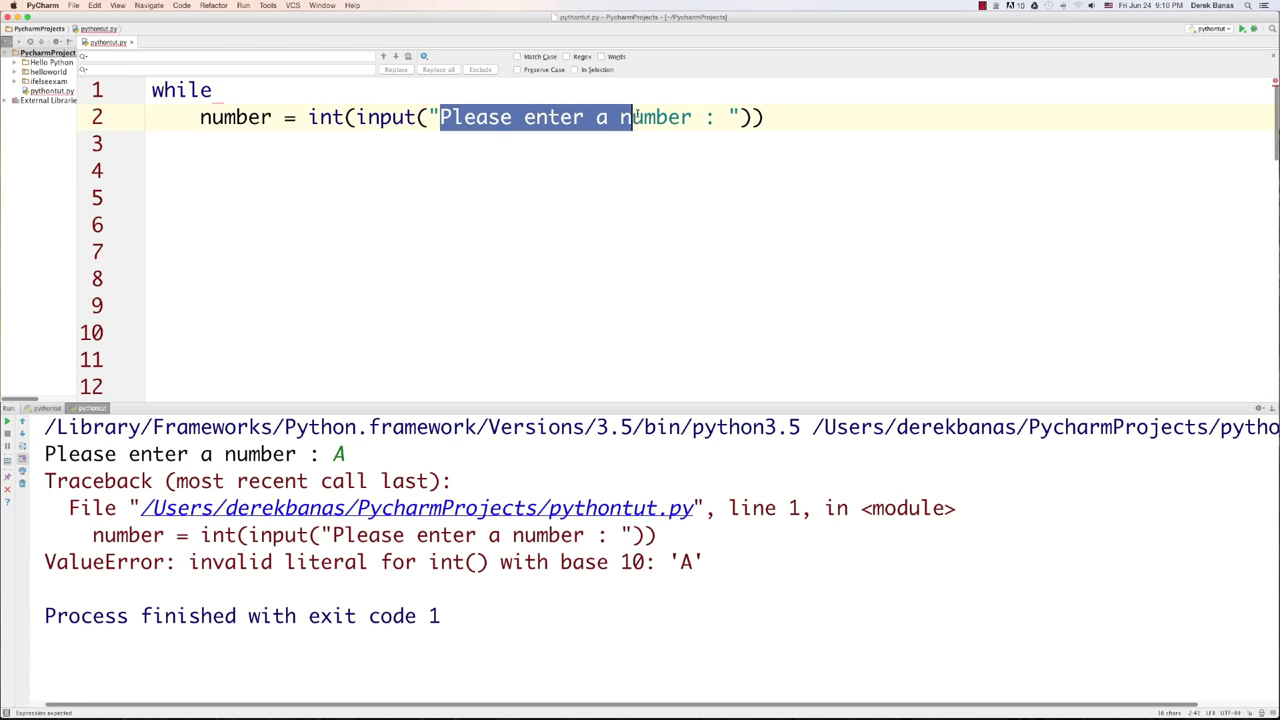 PyCharm File Edit View Navigate Code Refactor Run Tools VCS Window Help 10 Fri Jun 24 9:10 PM Derek Banas
pythontut.py - PycharmProjects - [~/PycharmProjects]
PycharmProjects pythontut.py pythontut
pythontut.py
PycharmProject
Hello Python
helloworld
ifelseexam
pythontut.py
External Librarie
Match Case Regex Words
Replace Replace all Exclude Preserve Case In Selection
1 while
2 number = int(input("Please enter a number : "))
3
4
5
6
7
8
9
10
11
12
Run: pythontut pythontut
/Library/Frameworks/Python.framework/Versions/3.5/bin/python3.5 /Users/derekbanas/PycharmProjects/pytho
Please enter a number : A
Traceback (most recent call last):
File "/Users/derekbanas/PycharmProjects/pythontut.py", line 1, in <module>
number = int(input("Please enter a number : "))
ValueError: invalid literal for int() with base 10: 'A'
Process finished with exit code 1
Expression expected 16 chars 2:41 LF UTF-8